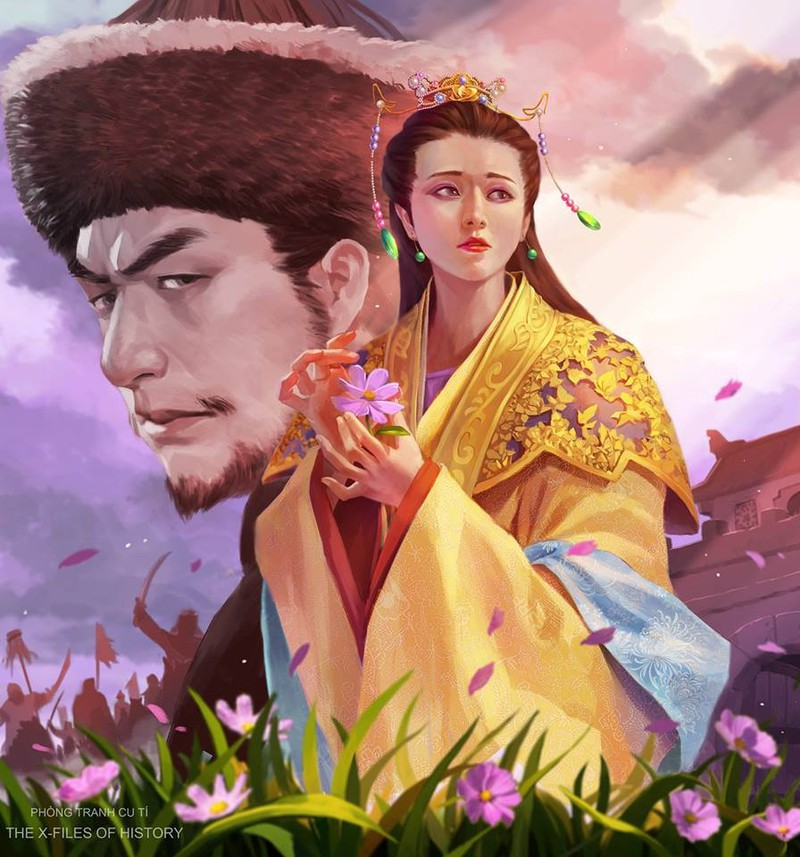 PHÒNG TRANH CU TÍ
THE X-FILES OF HISTORY